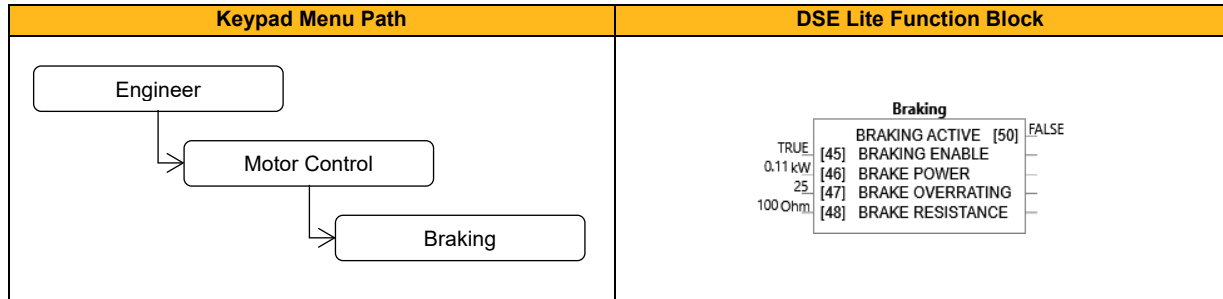 Keypad Menu Path
DSE Lite Function Block
Engineer
Motor Control
Braking
Braking
BRAKING ACTIVE [50] FALSE
TRUE [45] BRAKING ENABLE
0.11 kW [46] BRAKE POWER
25 [47] BRAKE OVERRATING
100 Ohm [48] BRAKE RESISTANCE